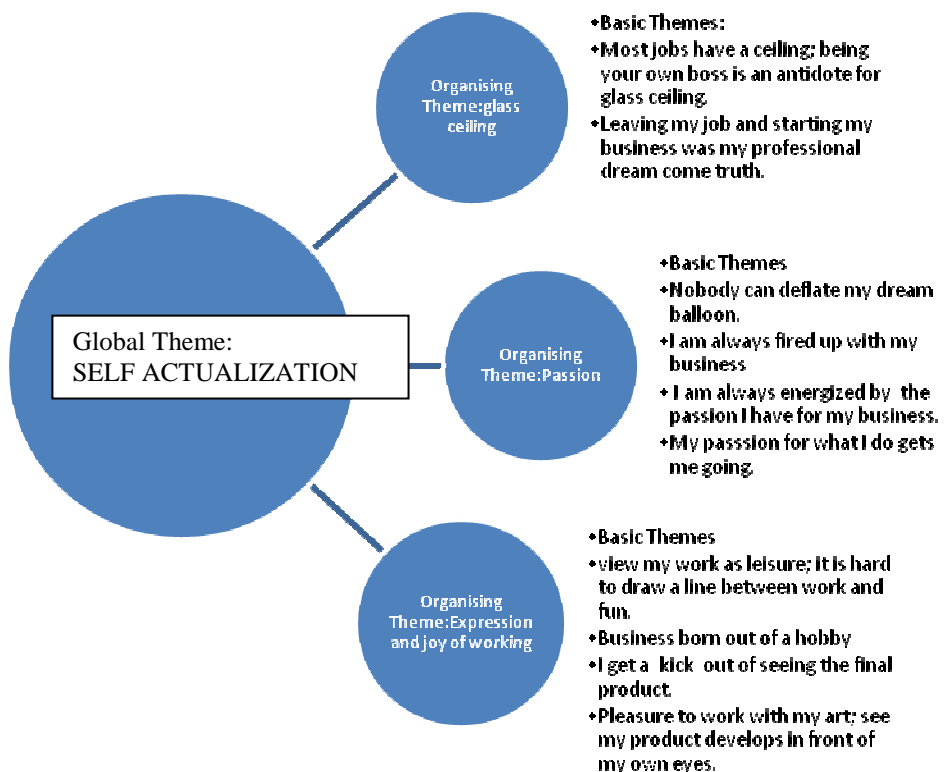 Global Theme:
SELF ACTUALIZATION
Organising
Theme:glass
ceiling
•Basic Themes:
•Most jobs have a ceiling; being
your own boss is an antidote for
glass ceiling.
•Leaving my job and starting my
business was my professional
dream come truth.
Organising
Theme:Passion
•Basic Themes
•Nobody can deflate my dream
balloon.
•I am always fired up with my
business
• I am always energized by the
passion I have for my business.
•My passsion for what I do gets
me going.
Organising
Theme:Expression
and joy of working
•Basic Themes
•view my work as leisure; it is hard
to draw a line between work and
fun.
•Business born out of a hobby
•I get a kick out of seeing the final
product.
•Pleasure to work with my art; see
my product develops in front of
my own eyes.